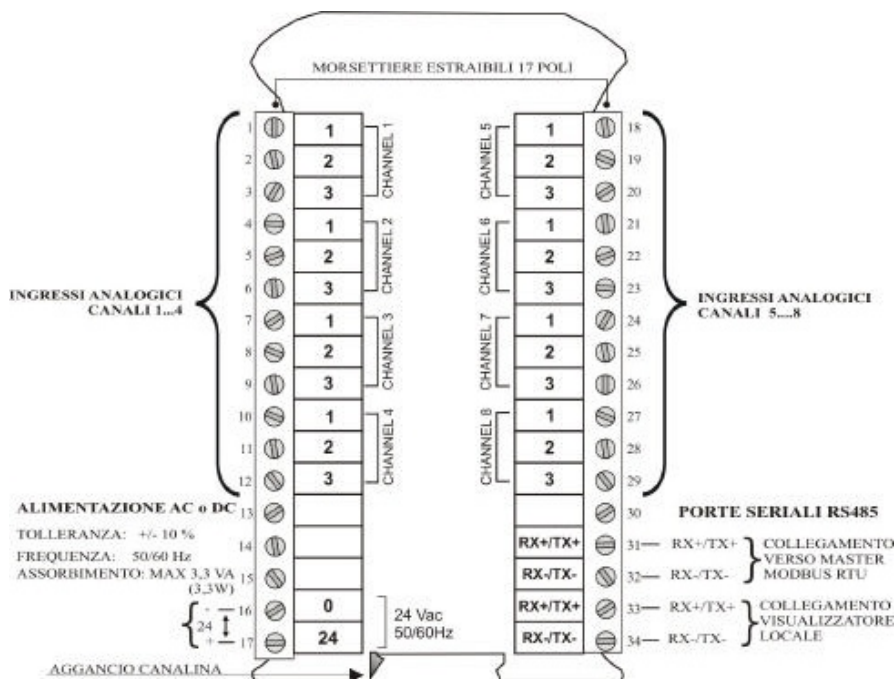 MORSETTIERE ESTRAIBILI 17 POLI
INGRESSI ANALOGICI
CANALI 1...4
1 1
2 2
3 3
CHANNEL 1
4 1
5 2
6 3
CHANNEL 2
7 1
8 2
9 3
CHANNEL 3
10 1
11 2
12 3
CHANNEL 4
13
14
15
16 0
17 24
24 Vac
50/60Hz
ALIMENTAZIONE AC o DC
TOLLERANZA: +/- 10 %
FREQUENZA: 50/60 Hz
ASSORBIMENTO: MAX 3,3 VA
(3,3W)
-
24
+
AGGANCIO CANALINA
CHANNEL 5
1 18
2 19
3 20
CHANNEL 6
1 21
2 22
3 23
CHANNEL 7
1 24
2 25
3 26
CHANNEL 8
1 27
2 28
3 29
30
RX+/TX+ 31 RX+/TX+
RX-/TX- 32 RX-/TX-
RX+/TX+ 33 RX+/TX+
RX-/TX- 34 RX-/TX-
INGRESSI ANALOGICI
CANALI 5....8
PORTE SERIALI RS485
COLLEGAMENTO
VERSO MASTER
MODBUS RTU
COLLEGAMENTO
VISUALIZZATORE
LOCALE